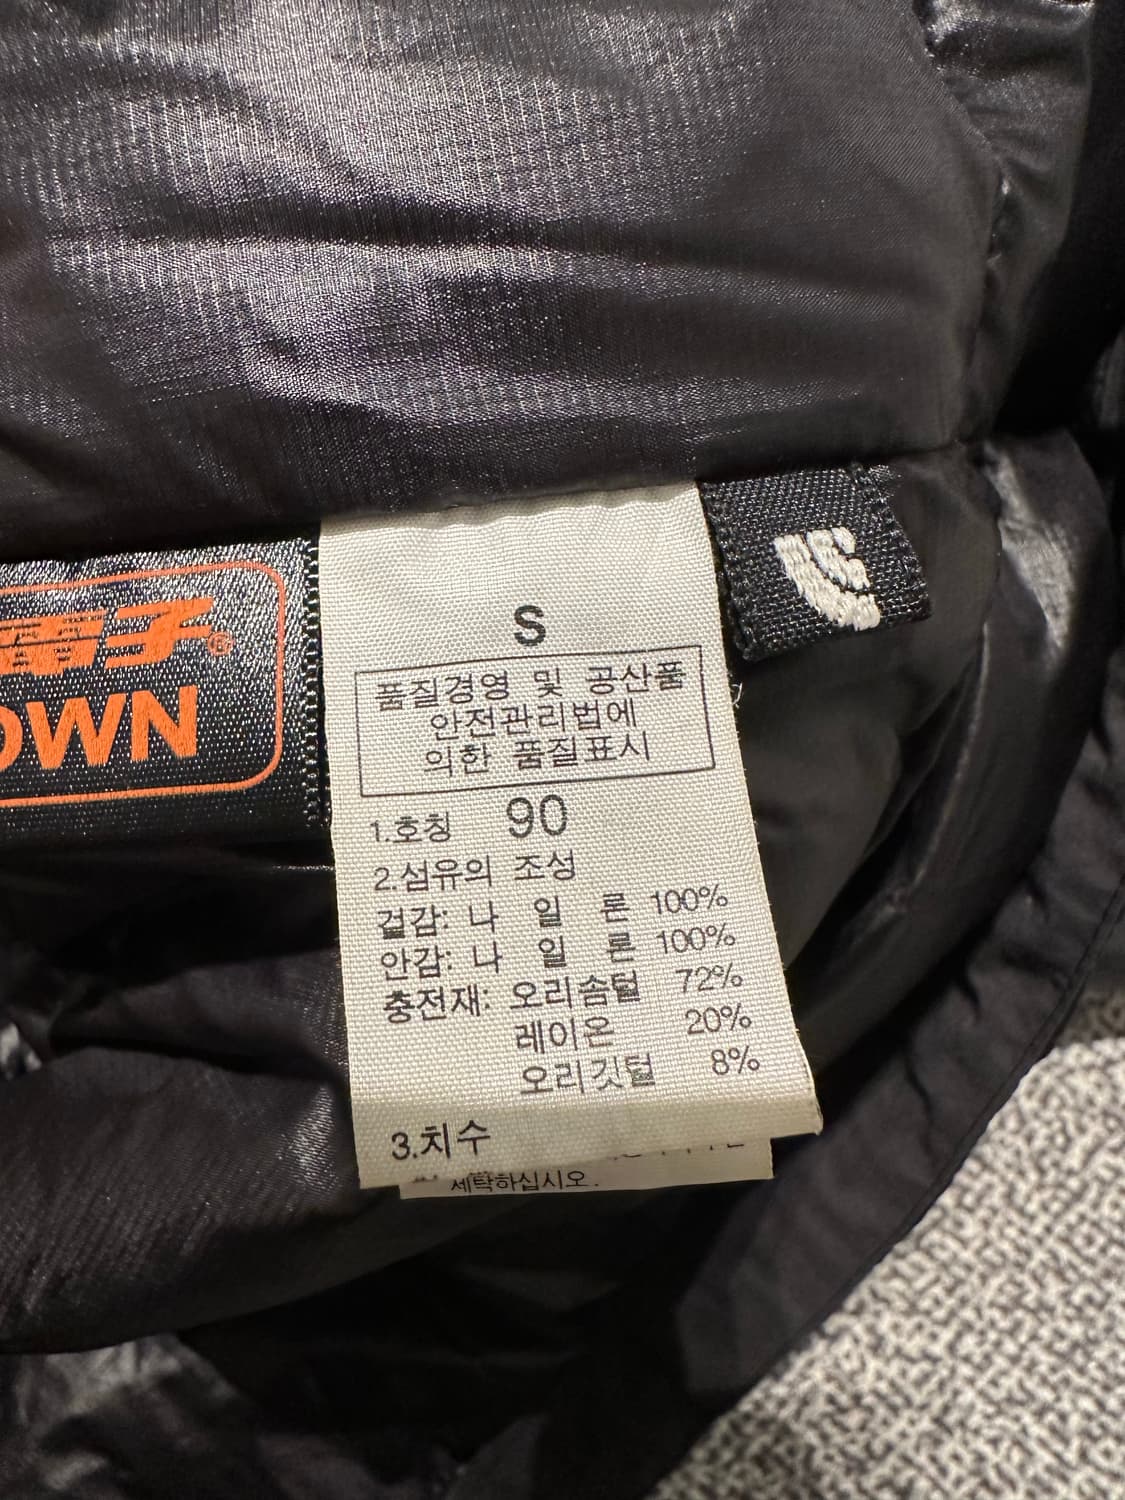 子®
OWN
S
품질경영 및 공산품
안전관리법에
의한 품질표시
1.호칭 90
2.섬유의 조성
겉감: 나 일 론 100%
안감: 나 일 론 100%
충전재: 오리솜털 72%
레이온 20%
오리깃털 8%
3.치수
세탁하십시오.